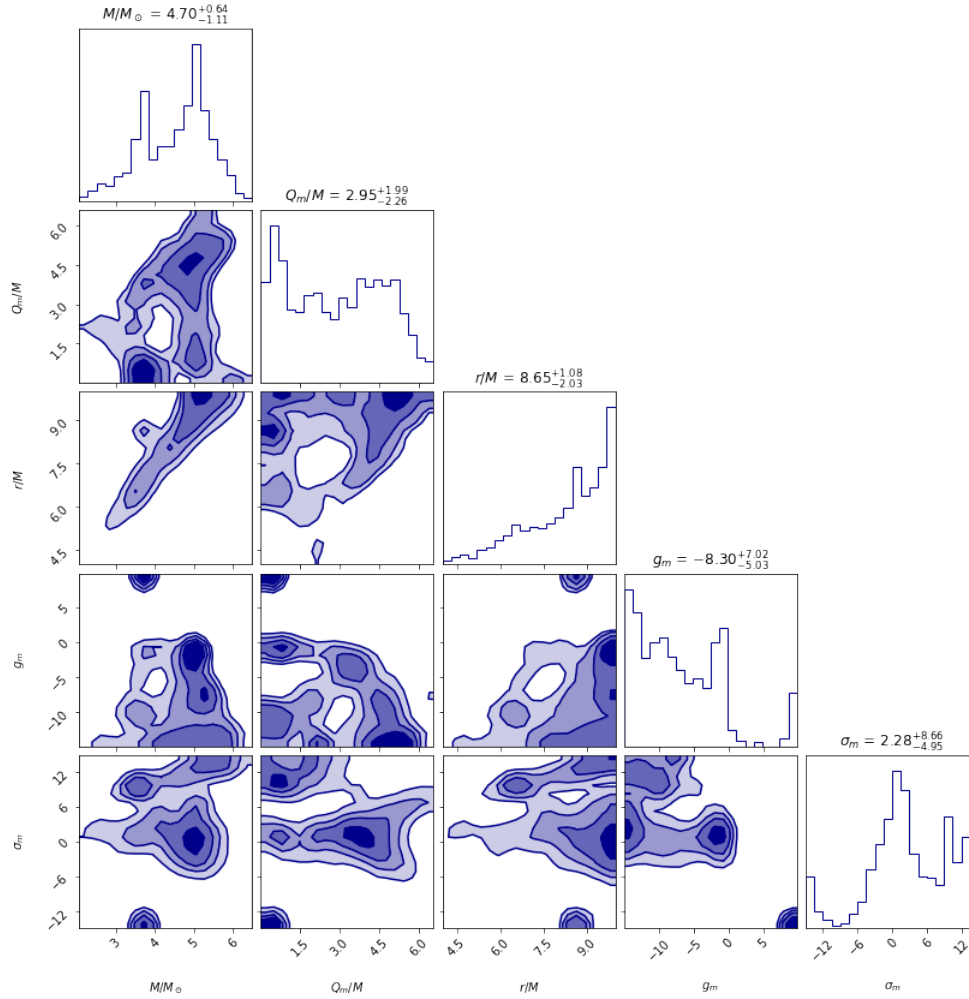 M/M☉ = 4.70+0.64−1.11
Qm/M = 2.95+1.99−2.26
6.0
4.5
3.0
1.5
Qm/M
r/M = 8.65+1.08−2.03
9.0
7.5
6.0
4.5
r/M
gm = −8.30+7.02−5.03
5
0
−5
−10
gm
σm = 2.28+8.66−4.95
12
6
0
−6
−12
σm
3 4 5 6 1.5 3.0 4.5 6.0 4.5 6.0 7.5 9.0 −10 −5 0 5 −12 −6 0 6 12
M/M☉ Qm/M r/M gm σm